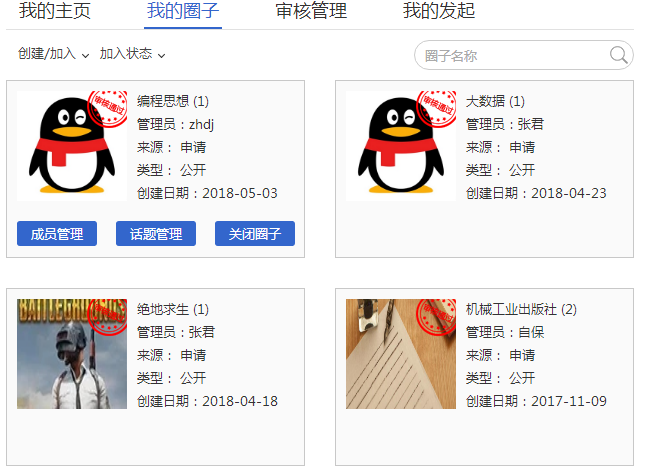 我的主页 我的圈子 审核管理 我的发起
创建/加入 加入状态 圈子名称
审核通过
编程思想 (1)
管理员：zhdj
来源： 申请
类型： 公开
创建日期：2018-05-03
成员管理 话题管理 关闭圈子
审核通过
大数据 (1)
管理员：张君
来源： 申请
类型： 公开
创建日期：2018-04-23
BATTLEGROUNDS
审核通过
绝地求生 (1)
管理员：张君
来源： 申请
类型： 公开
创建日期：2018-04-18
审核通过
机械工业出版社 (2)
管理员：自保
来源： 申请
类型： 公开
创建日期：2017-11-09